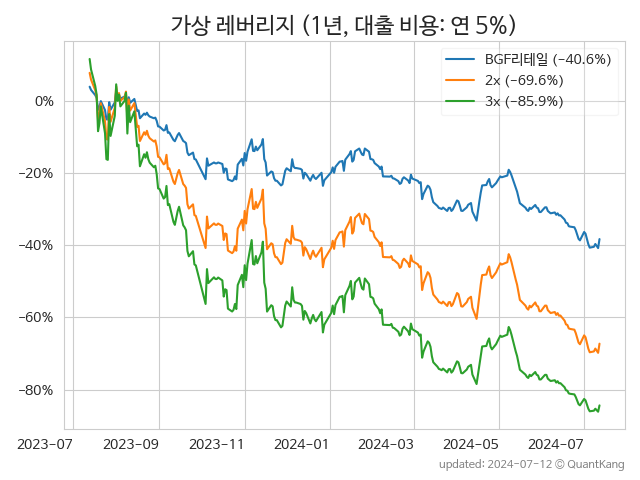 가상 레버리지 (1년, 대출 비용: 연 5%)
BGF리테일 (−40.6%)
2x (−69.6%)
3x (−85.9%)
0%
−20%
−40%
−60%
−80%
2023-07 2023-09 2023-11 2024-01 2024-03 2024-05 2024-07
updated: 2024-07-12 © QuantKang